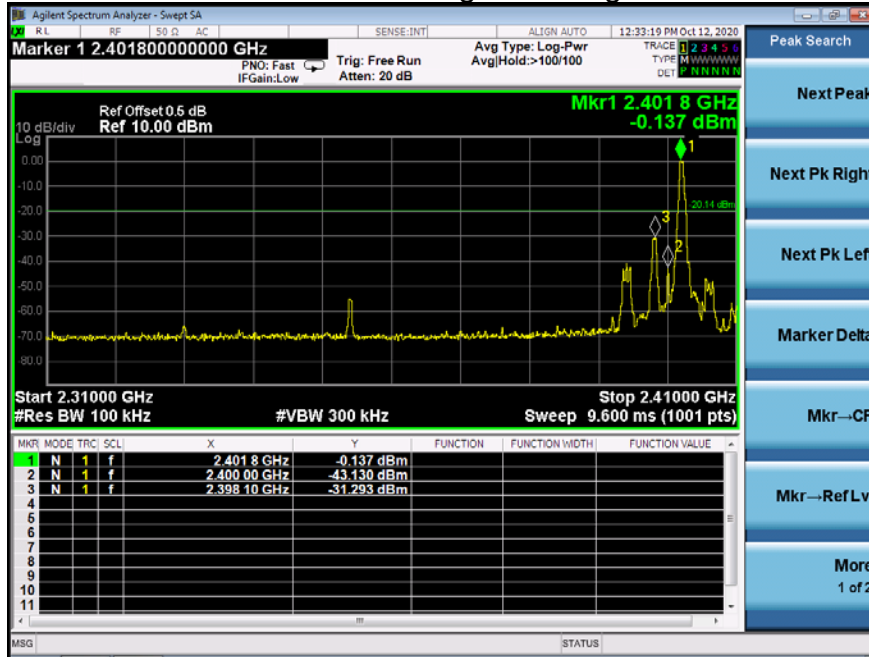 Agilent Spectrum Analyzer - Swept SA
RL RF 50 Ω AC SENSE:INT ALIGN AUTO 12:33:19 PM Oct 12, 2020
Marker 1 2.401800000000 GHz
PNO: Fast
IFGain:Low
Trig: Free Run
Atten: 20 dB
Avg Type: Log-Pwr
Avg|Hold:>100/100
TRACE 1 2 3 4 5 6
TYPE M W W W W W
DET P N N N N N
Peak Search
Ref Offset 0.5 dB
10 dB/div Ref 10.00 dBm
Log
Mkr1 2.401 8 GHz
-0.137 dBm
0.00
-10.0
-20.0
-30.0
-40.0
-50.0
-60.0
-70.0
-80.0
1
-20.14 dBm
3
2
Start 2.31000 GHz Stop 2.41000 GHz
#Res BW 100 kHz #VBW 300 kHz Sweep 9.600 ms (1001 pts)
MKR MODE TRC SCL X Y FUNCTION FUNCTION WIDTH FUNCTION VALUE
1 N 1 f 2.401 8 GHz -0.137 dBm
2 N 1 f 2.400 00 GHz -43.130 dBm
3 N 1 f 2.398 10 GHz -31.293 dBm
4
5
6
7
8
9
10
11
MSG STATUS
Next Peak
Next Pk Right
Next Pk Left
Marker Delta
Mkr→CF
Mkr→Ref Lv
More
1 of 2